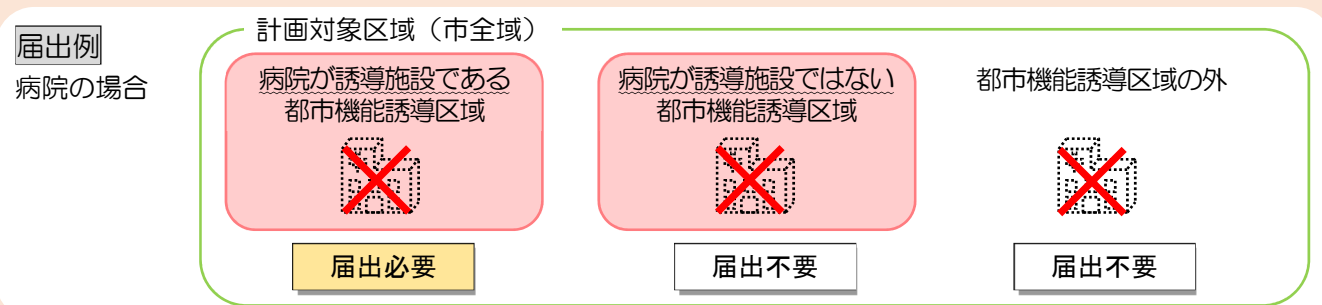 届出例
病院の場合
計画対象区域（市全域）
病院が誘導施設である
都市機能誘導区域
届出必要
病院が誘導施設ではない
都市機能誘導区域
届出不要
都市機能誘導区域の外
届出不要